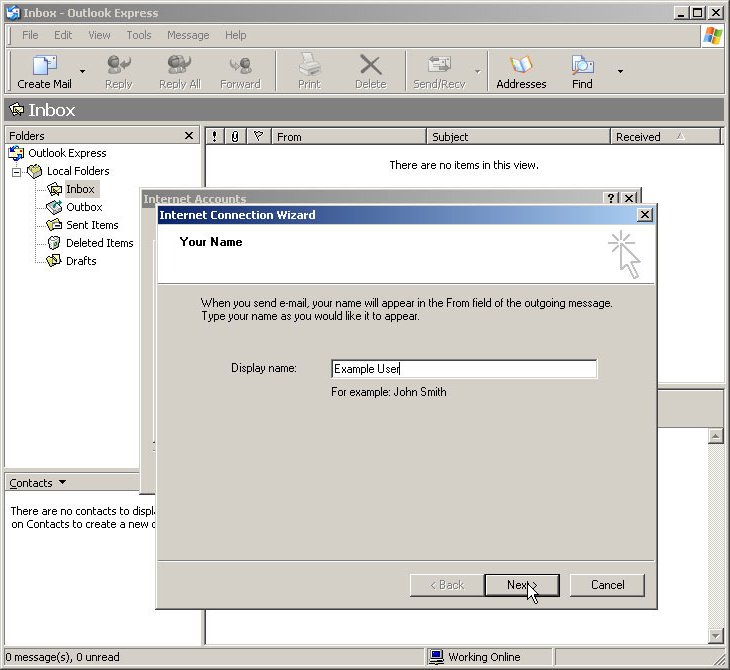 Inbox - Outlook Express
File Edit View Tools Message Help
Create Mail Reply Reply All Forward Print Delete Send/Recv Addresses Find
Inbox
Folders
! From Subject Received
Outlook Express
Local Folders
Inbox
Outbox
Sent Items
Deleted Items
Drafts
There are no items in this view.
Internet Accounts
Internet Connection Wizard
Your Name
When you send e-mail, your name will appear in the From field of the outgoing message.
Type your name as you would like it to appear.
Display name: Example User
For example: John Smith
< Back Next > Cancel
Contacts
There are no contacts to
on Contacts to create a new
0 message(s), 0 unread Working Online